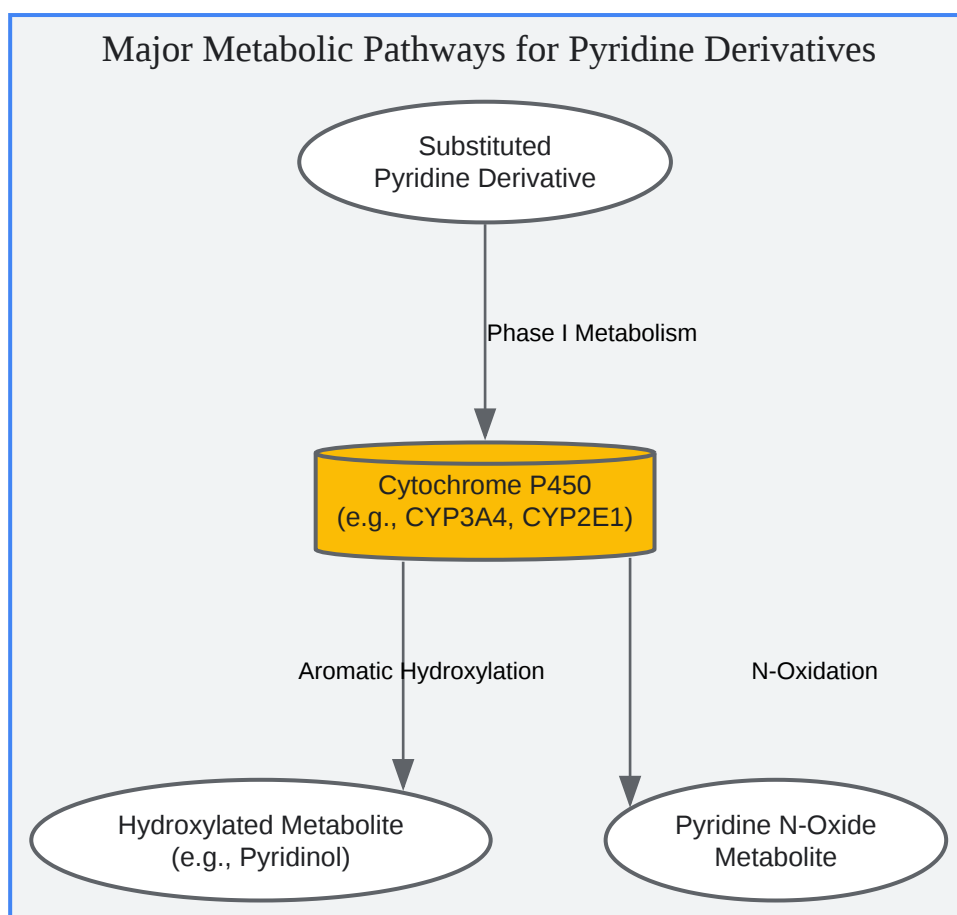 Major Metabolic Pathways for Pyridine Derivatives
Substituted
Pyridine Derivative
Phase I Metabolism
Cytochrome P450
(e.g., CYP3A4, CYP2E1)
Aromatic Hydroxylation
N-Oxidation
Hydroxylated Metabolite
(e.g., Pyridinol)
Pyridine N-Oxide
Metabolite